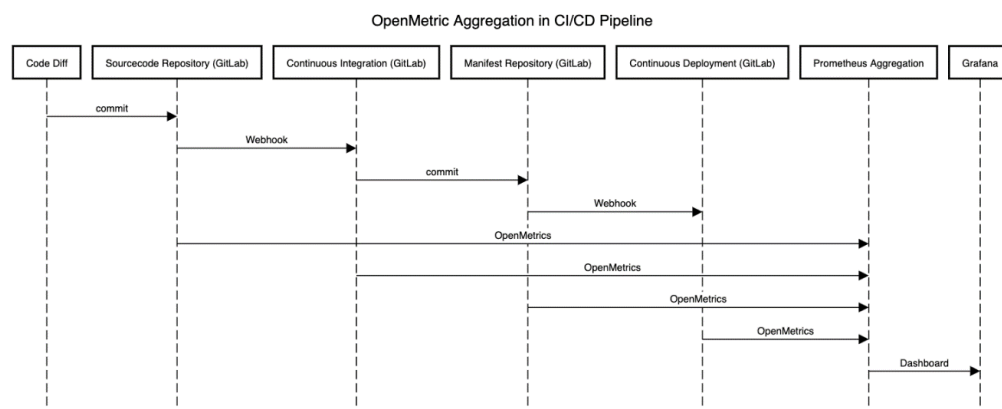 OpenMetric Aggregation in CI/CD Pipeline
Code Diff
Sourcecode Repository (GitLab)
Continuous Integration (GitLab)
Manifest Repository (GitLab)
Continuous Deployment (GitLab)
Prometheus Aggregation
Grafana
commit
Webhook
commit
Webhook
OpenMetrics
OpenMetrics
OpenMetrics
OpenMetrics
Dashboard